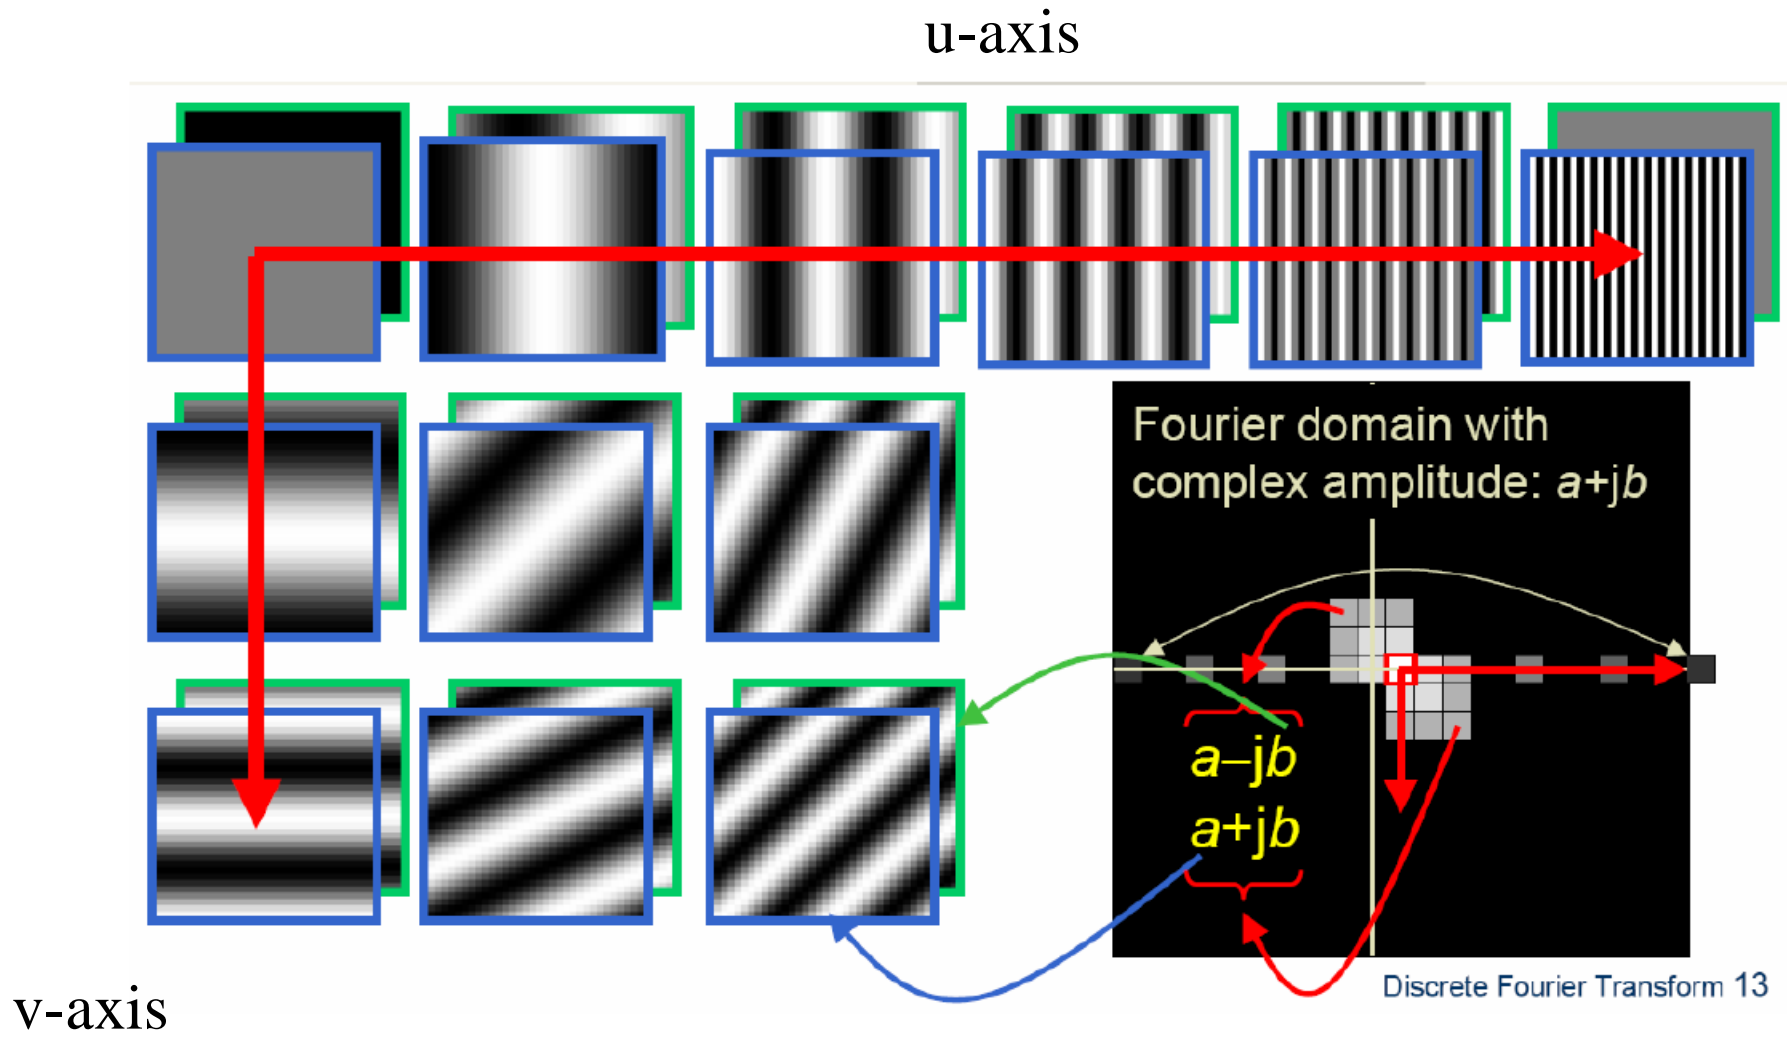 u-axis
Fourier domain with
complex amplitude: a+jb
a–jb
a+jb
Discrete Fourier Transform 13
v-axis